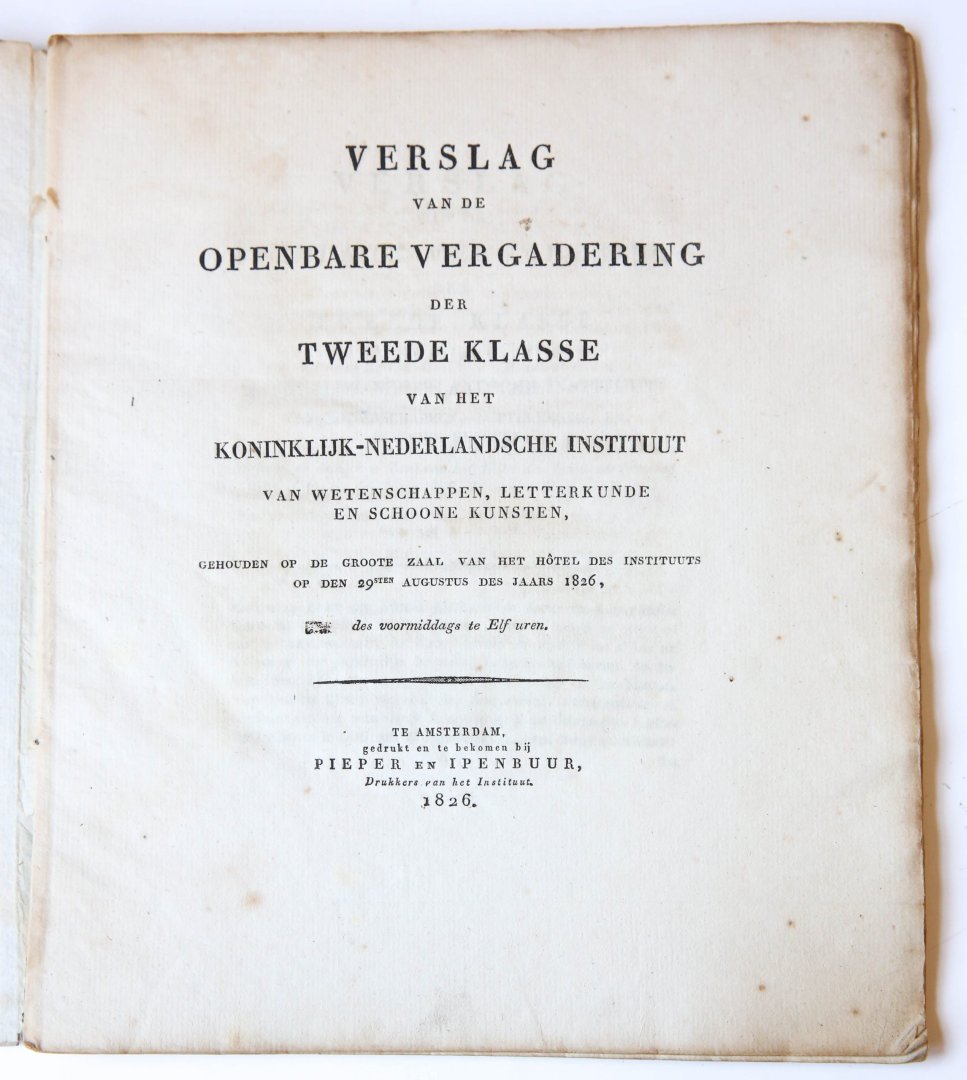 VERSLAG
VAN DE
OPENBARE VERGADERING
DER
TWEEDE KLASSE
VAN HET
KONINKLIJK-NEDERLANDSCHE INSTITUUT
VAN WETENSCHAPPEN, LETTERKUNDE
EN SCHOONE KUNSTEN,
GEHOUDEN OP DE GROOTE ZAAL VAN HET HÔTEL DES INSTITUUTS
OP DEN 29STEN AUGUSTUS DES JAARS 1826,
des voormiddags te Elf uren.
TE AMSTERDAM,
gedrukt en te bekomen bij
PIEPER EN IPENBUUR,
Drukkers van het Instituut.
1826.